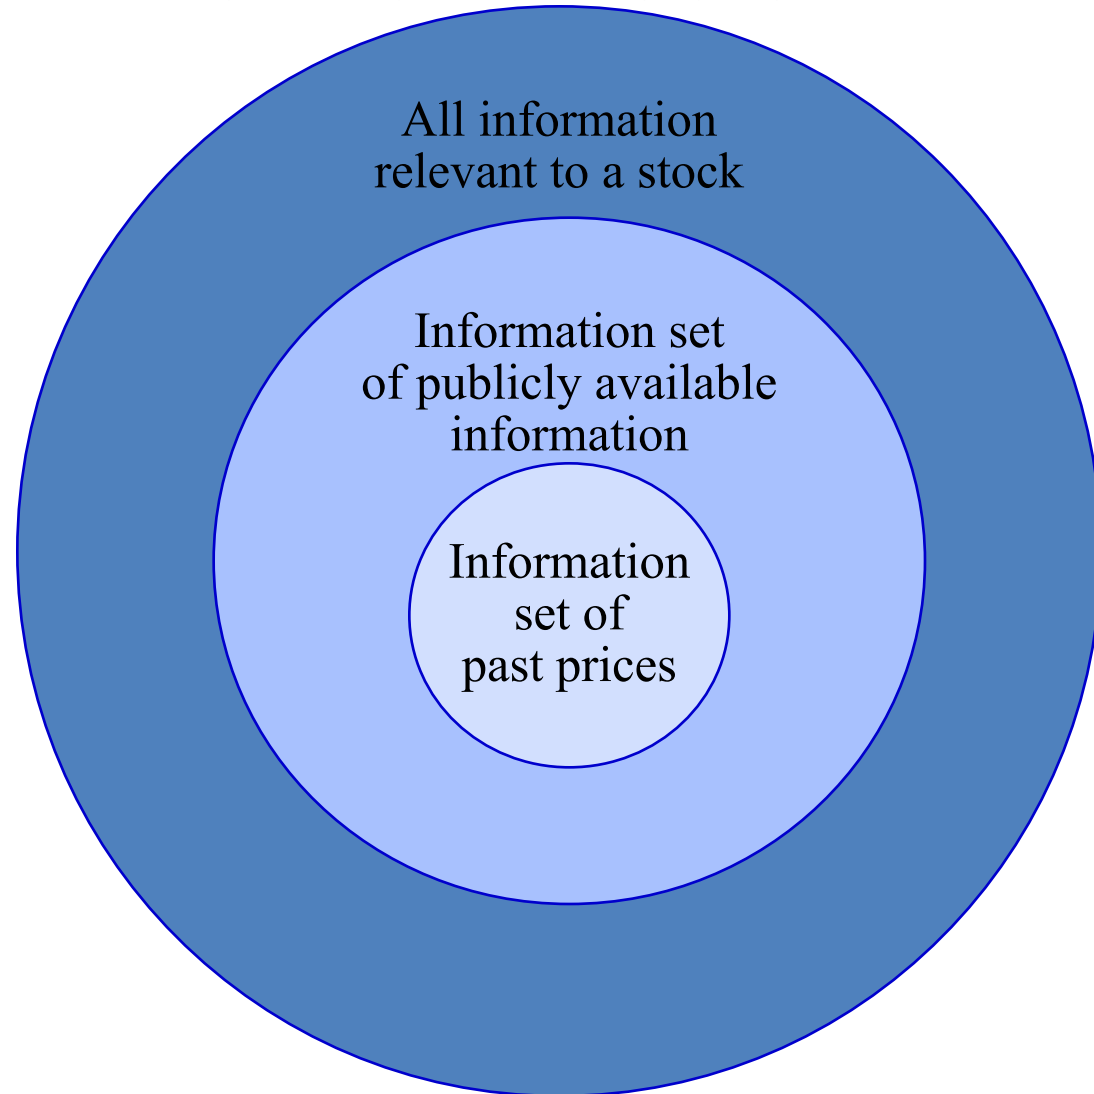 All information
relevant to a stock
Information set
of publicly available
information
Information
set of
past prices